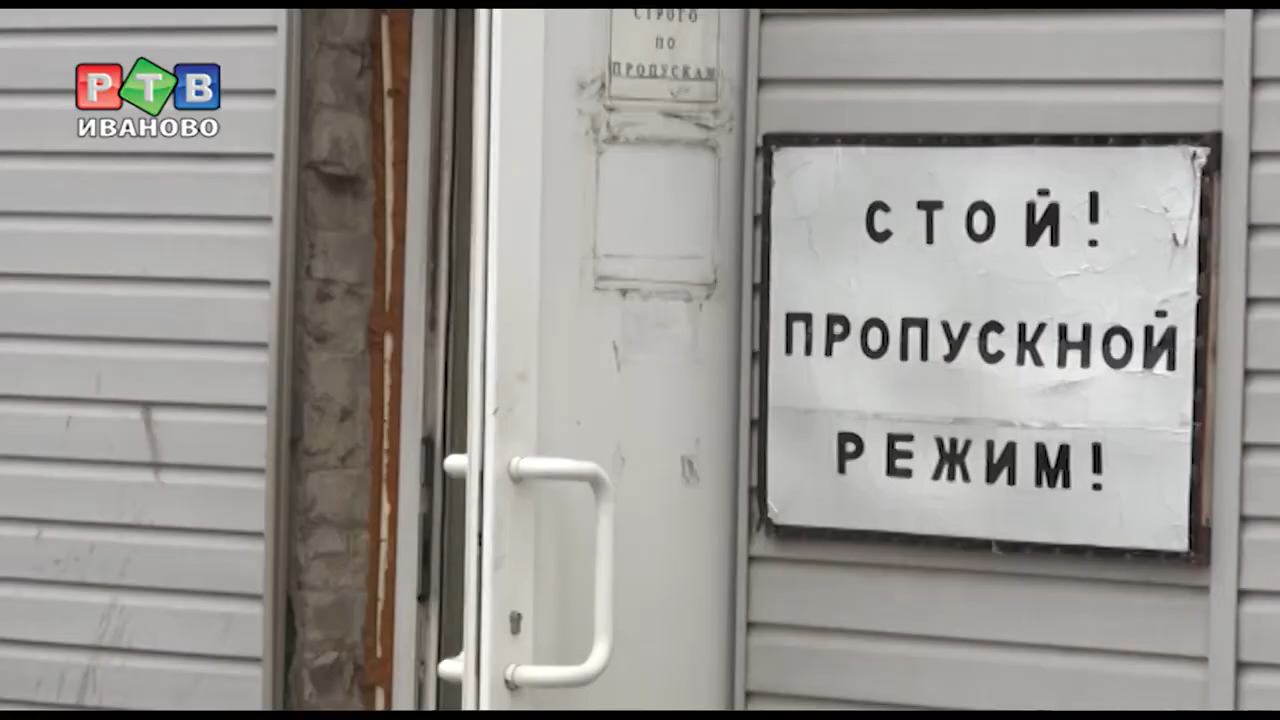 РТВ
ИВАНОВО
СТРОГО
ПО
ПРОПУСКАМ
СТОЙ!
ПРОПУСКНОЙ
РЕЖИМ!